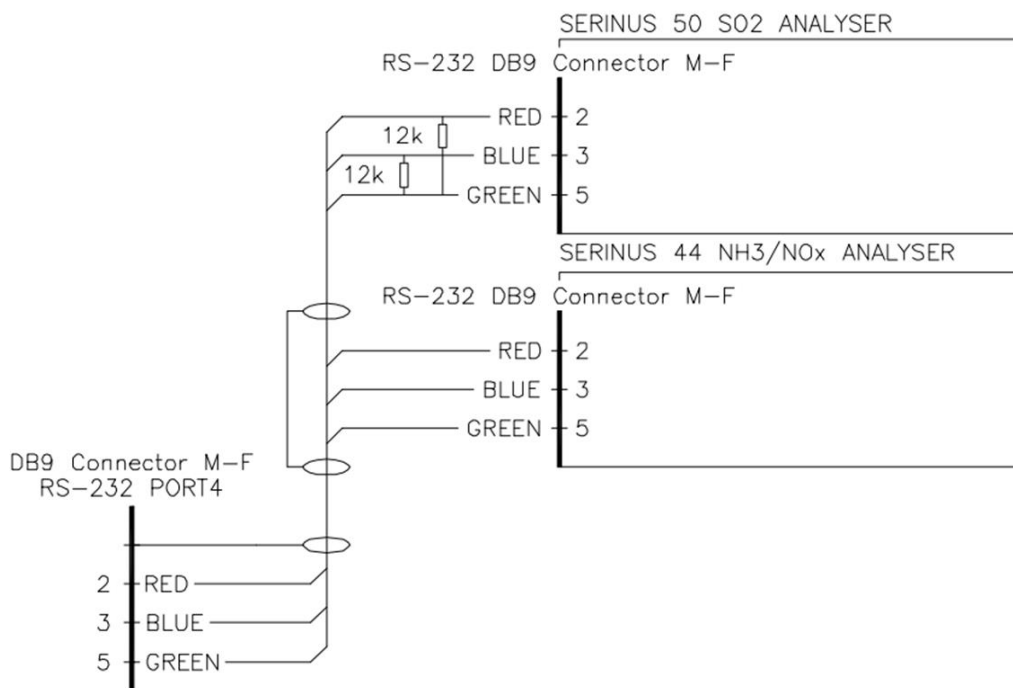 SERINUS 50 SO2 ANALYSER
RS-232 DB9 Connector M-F
RED 2
12k
BLUE 3
12k
GREEN 5
SERINUS 44 NH3/NOx ANALYSER
RS-232 DB9 Connector M-F
RED 2
BLUE 3
GREEN 5
DB9 Connector M-F
RS-232 PORT4
2 RED
3 BLUE
5 GREEN